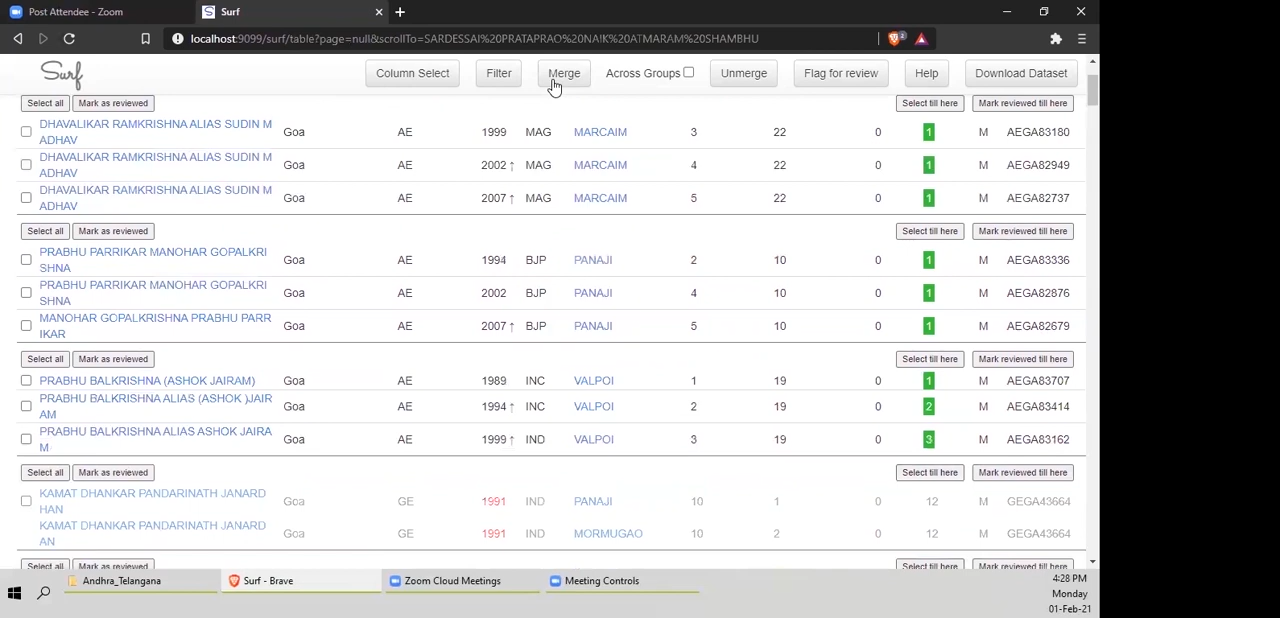 Post Attendee - Zoom
Surf
localhost:9099/surf/table?page=null&scrollTo=SARDESSAI%20PRATAPRAO%20NAIK%20ATMARAM%20SHAMBHU
2
Surf Column Select Filter Merge Across Groups Unmerge Flag for review Help Download Dataset
Select all Mark as reviewed Select till here Mark reviewed till here
DHAVALIKAR RAMKRISHNA ALIAS SUDIN M
ADHAV Goa AE 1999 MAG MARCAIM 3 22 0 1 M AEGA83180
DHAVALIKAR RAMKRISHNA ALIAS SUDIN M
ADHAV Goa AE 2002 ↑ MAG MARCAIM 4 22 0 1 M AEGA82949
DHAVALIKAR RAMKRISHNA ALIAS SUDIN M
ADHAV Goa AE 2007 ↑ MAG MARCAIM 5 22 0 1 M AEGA82737
Select all Mark as reviewed Select till here Mark reviewed till here
PRABHU PARRIKAR MANOHAR GOPALKRI
SHNA Goa AE 1994 BJP PANAJI 2 10 0 1 M AEGA83336
PRABHU PARRIKAR MANOHAR GOPALKRI
SHNA Goa AE 2002 BJP PANAJI 4 10 0 1 M AEGA82876
MANOHAR GOPALKRISHNA PRABHU PARR
IKAR Goa AE 2007 ↑ BJP PANAJI 5 10 0 1 M AEGA82679
Select all Mark as reviewed Select till here Mark reviewed till here
PRABHU BALKRISHNA (ASHOK JAIRAM) Goa AE 1989 INC VALPOI 1 19 0 1 M AEGA83707
PRABHU BALKRISHNA ALIAS (ASHOK )JAIR
AM Goa AE 1994 ↑ INC VALPOI 2 19 0 2 M AEGA83414
PRABHU BALKRISHNA ALIAS ASHOK JAIRA
M Goa AE 1999 ↑ IND VALPOI 3 19 0 3 M AEGA83162
Select all Mark as reviewed Select till here Mark reviewed till here
KAMAT DHANKAR PANDARINATH JANARD
HAN Goa GE 1991 IND PANAJI 10 1 0 12 M GEGA43664
KAMAT DHANKAR PANDARINATH JANARD
AN Goa GE 1991 IND MORMUGAO 10 2 0 12 M GEGA43664
Select all Mark as reviewed Select till here Mark reviewed till here
Andhra_Telangana Surf - Brave Zoom Cloud Meetings Meeting Controls
4:28 PM
Monday
01-Feb-21